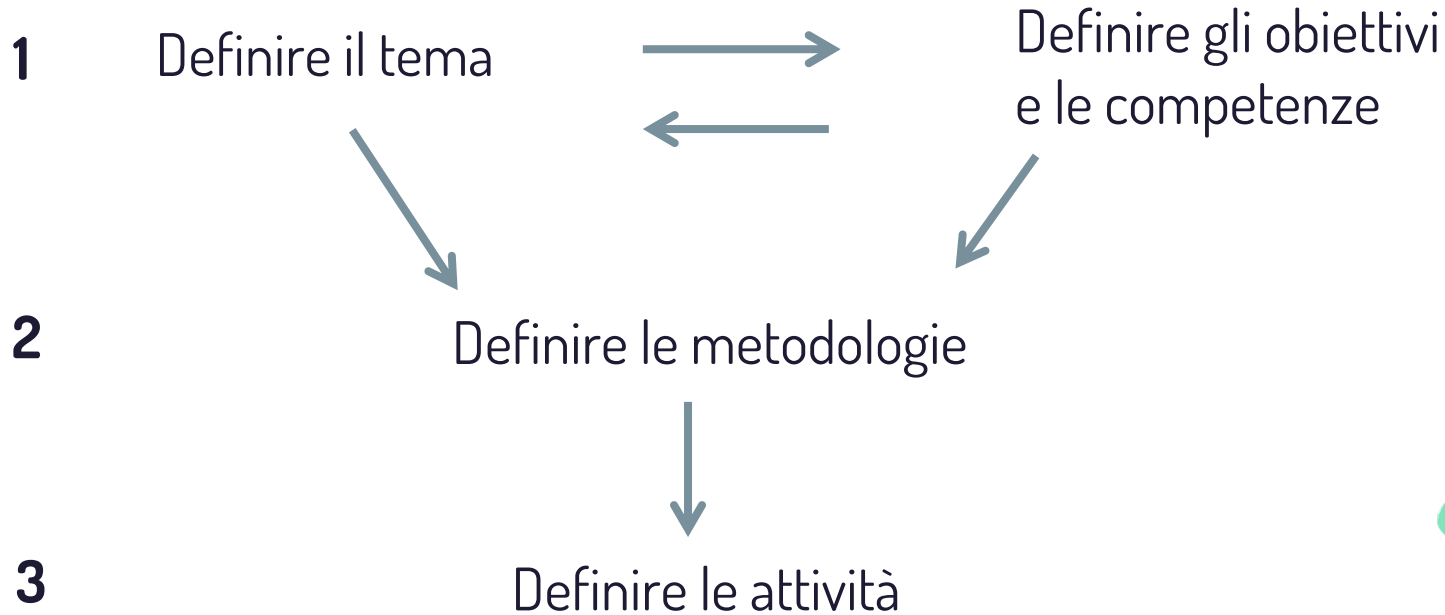 1 Definire il tema
Definire gli obiettivi
e le competenze
2 Definire le metodologie
3 Definire le attività